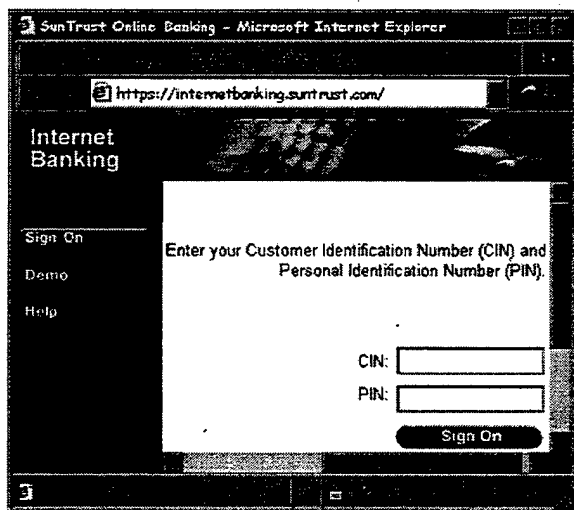 SunTrust Online Banking - Microsoft Internet Explorer
https://internetbanking.suntrust.com/
Internet
Banking
Sign On
Demo
Help
Enter your Customer Identification Number (CIN) and
Personal Identification Number (PIN).
CIN:
PIN:
Sign On